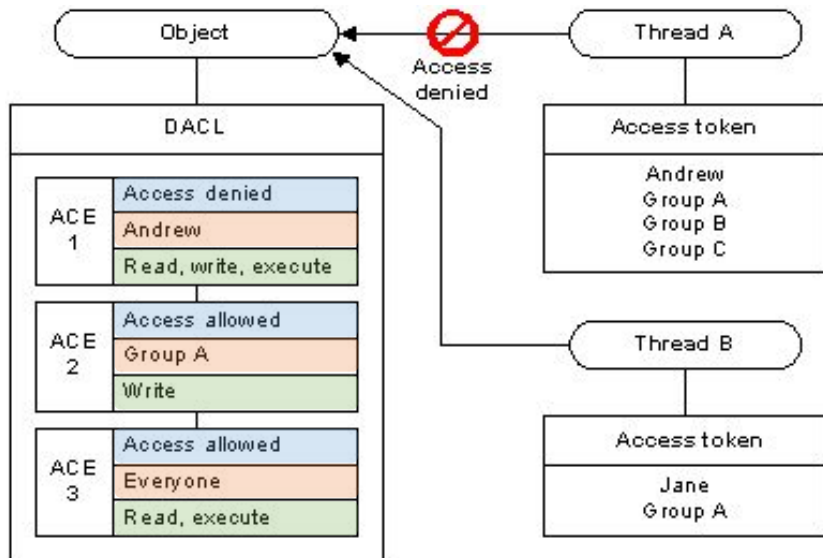 Object
Access
denied
Thread A
DACL
Access token
ACE
1
Access denied
Andrew
Read, write, execute
Andrew
Group A
Group B
Group C
ACE
2
Access allowed
Group A
Write
Thread B
ACE
3
Access allowed
Everyone
Read, execute
Access token
Jane
Group A